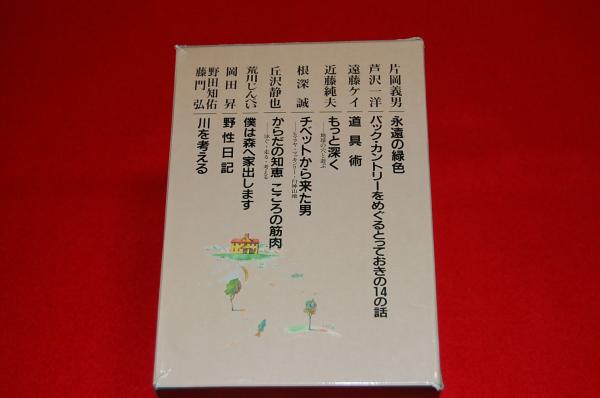 片岡義男 永遠の緑色
芦沢一洋 バック・カントリーをめぐるとっておきの14の話
遠藤ケイ 道具術
近藤純夫 もっと深く
根深誠 チベットから来た男
丘沢静也 からだの知恵 こころの筋肉
荒川じんぺい 僕は森へ家出します
岡田昇 野性日記
野田知佑
藤門弘 川を考える